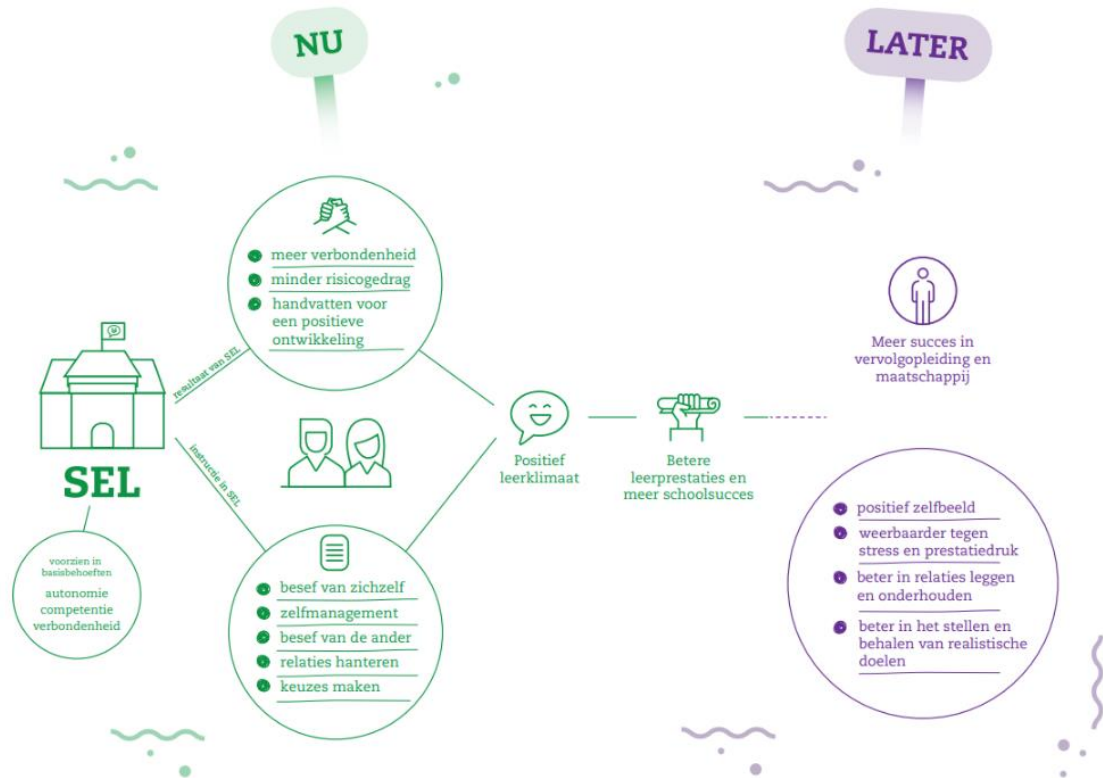 NU
LATER
meer verbondenheid
minder risicogedrag
handvatten voor
een positieve
ontwikkeling
resultaat van SEL
instructie in SEL
SEL
voorzien in
basisbehoeften
autonomie
competentie
verbondenheid
besef van zichzelf
zelfmanagement
besef van de ander
relaties hanteren
keuzes maken
Positief
leerklimaat
Betere
leerprestaties en
meer schoolsucces
Meer succes in
vervolgopleiding en
maatschappij
positief zelfbeeld
weerbaarder tegen
stress en prestatiedruk
beter in relaties leggen
en onderhouden
beter in het stellen en
behalen van realistische
doelen